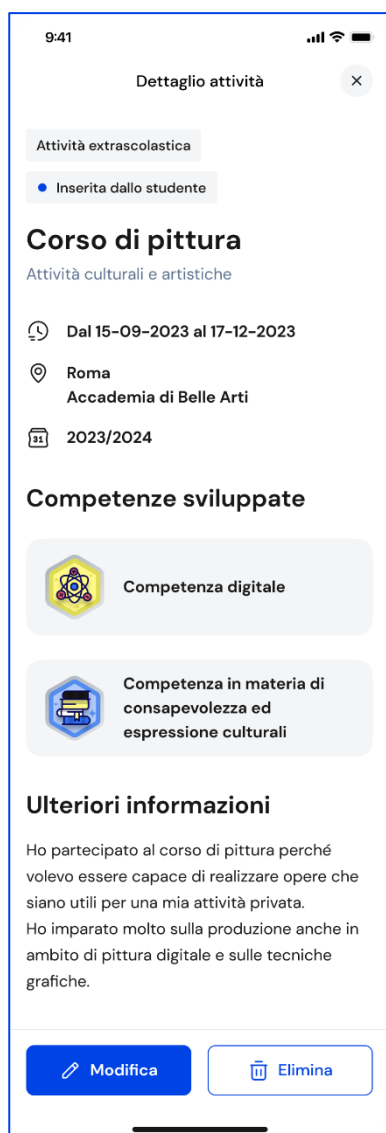 9:41
Dettaglio attività
Attività extrascolastica
Inserita dallo studente
Corso di pittura
Attività culturali e artistiche
Dal 15-09-2023 al 17-12-2023
Roma
Accademia di Belle Arti
31
2023/2024
Competenze sviluppate
Competenza digitale
Competenza in materia di
consapevolezza ed
espressione culturali
Ulteriori informazioni
Ho partecipato al corso di pittura perché
volevo essere capace di realizzare opere che
siano utili per una mia attività privata.
Ho imparato molto sulla produzione anche in
ambito di pittura digitale e sulle tecniche
grafiche.
Modifica
Elimina